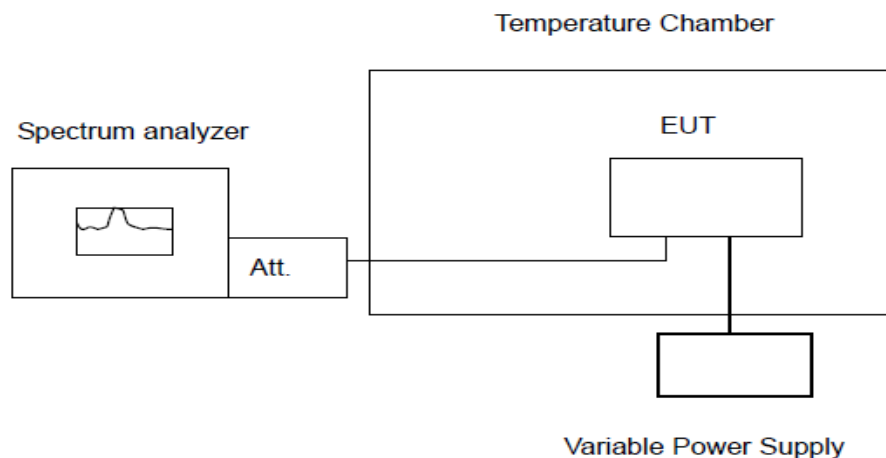 Temperature Chamber
Spectrum analyzer
EUT
Att.
Variable Power Supply